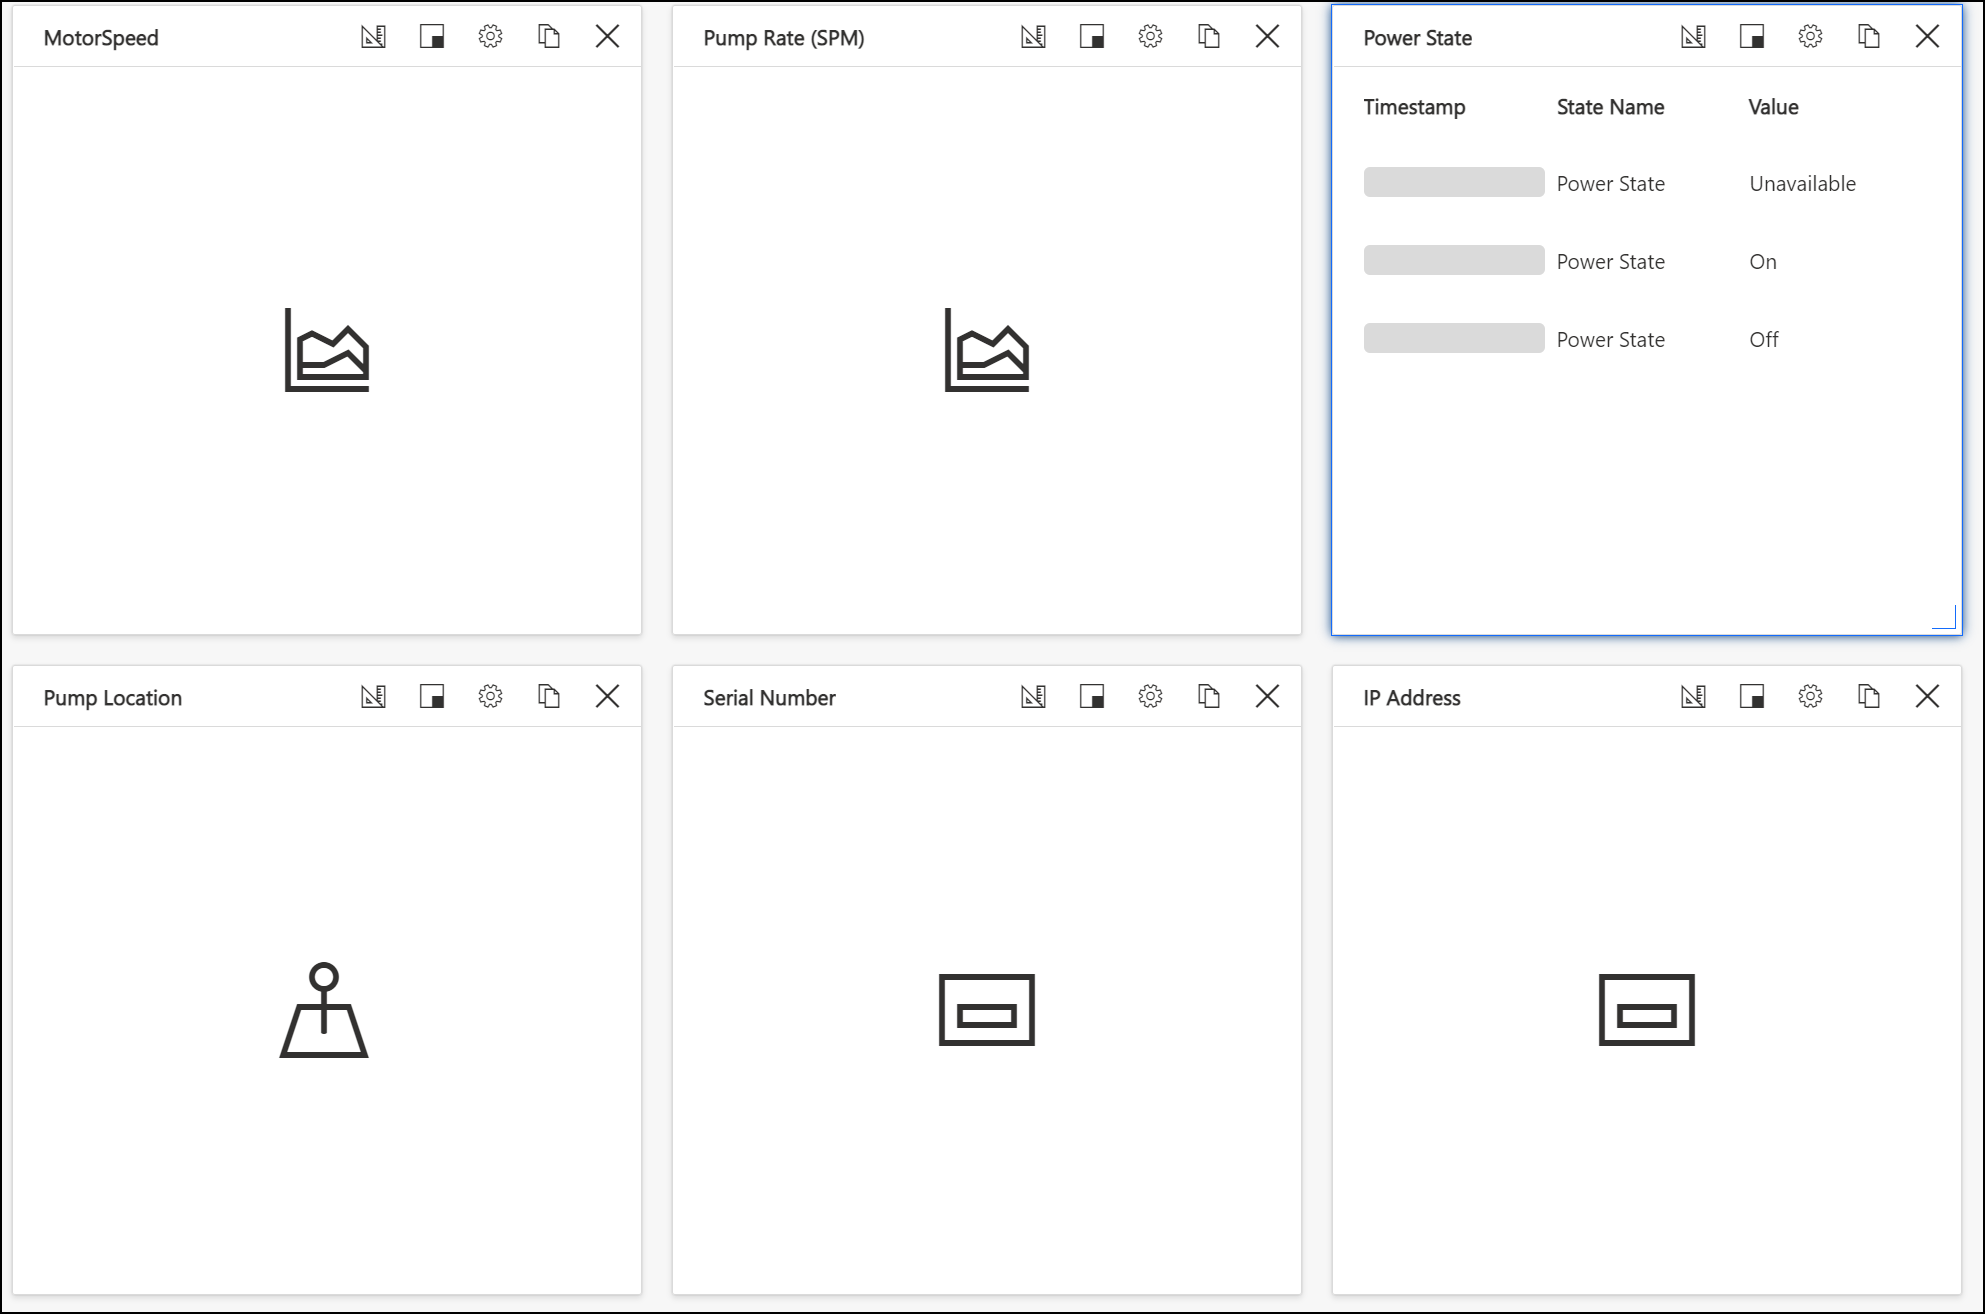 MotorSpeed
Pump Rate (SPM)
Power State
Timestamp State Name Value
Power State Unavailable
Power State On
Power State Off
Pump Location
Serial Number
IP Address